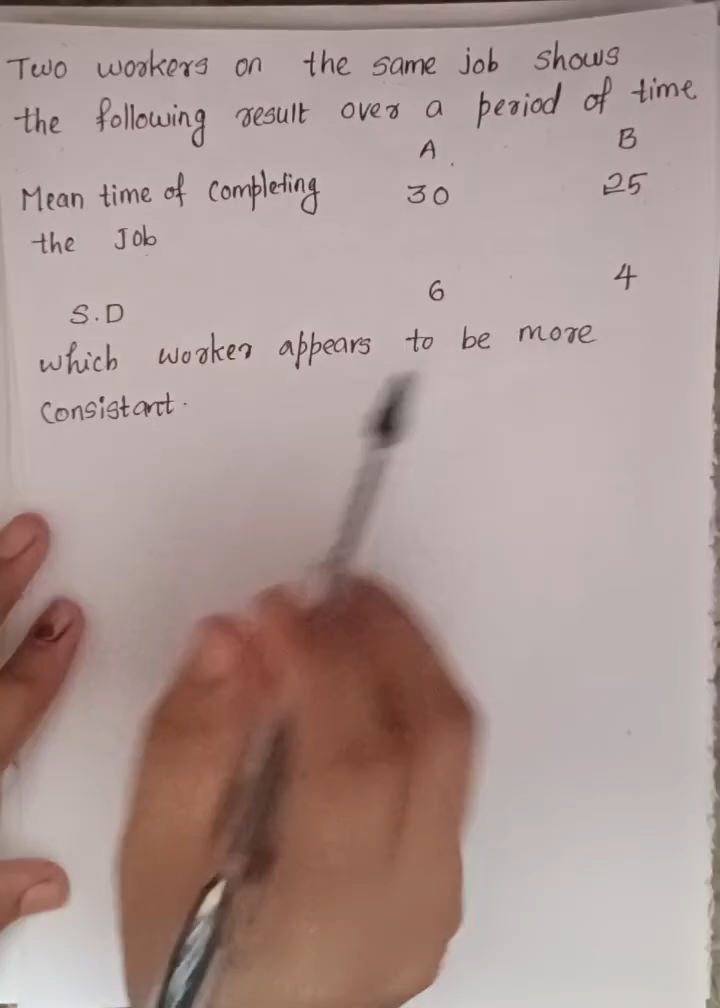 Two workers on the same job shows
the following result over a period of time
A B
Mean time of completing 30 25
the Job
S.D 6 4
which worker appears to be more
consistant.